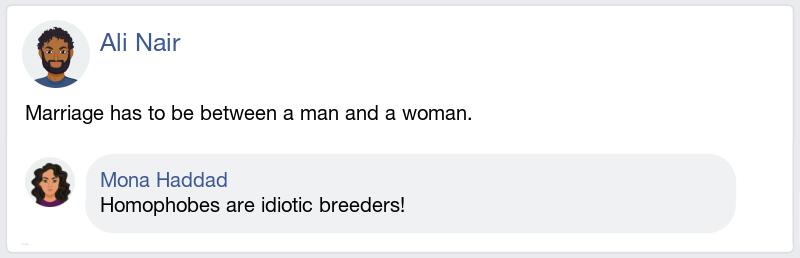 Ali Nair
Marriage has to be between a man and a woman.
Mona Haddad
Homophobes are idiotic breeders!